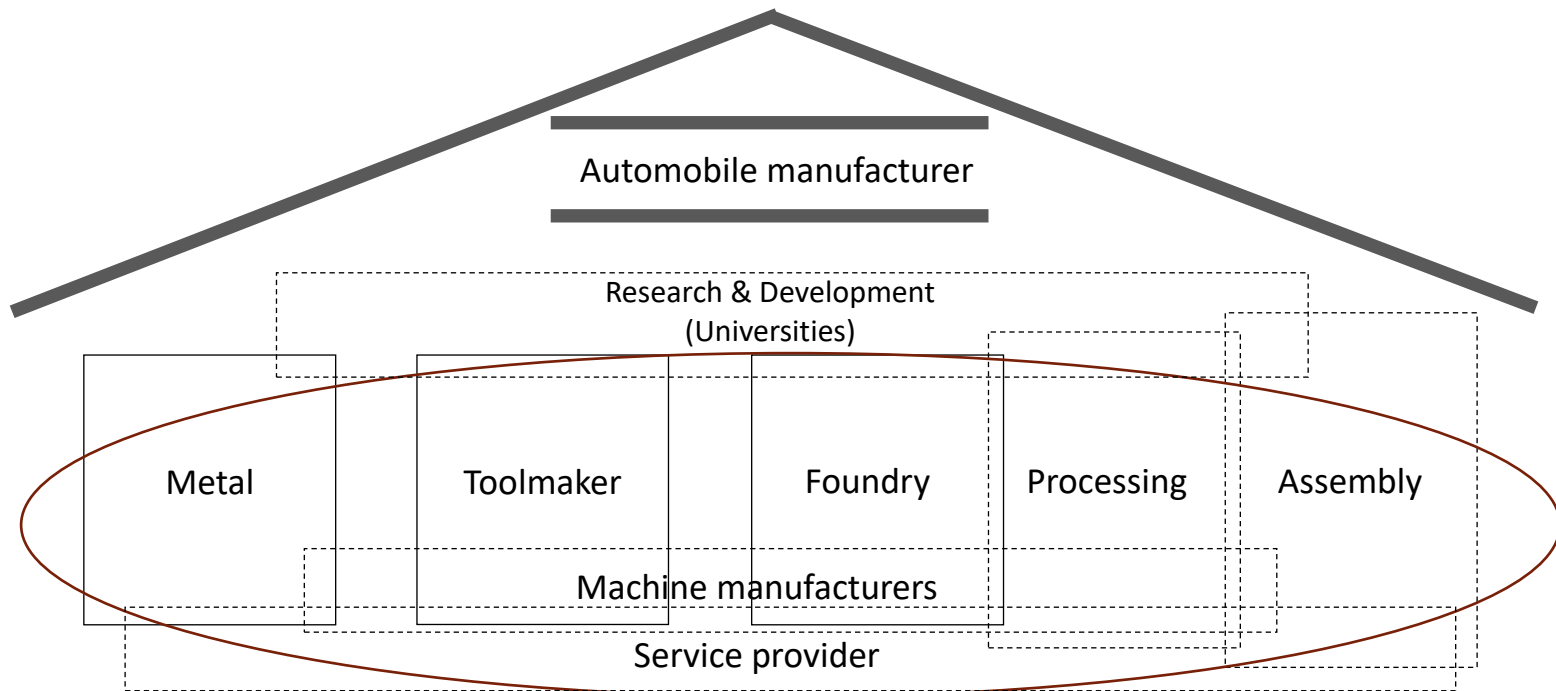 Automobile manufacturer
Research & Development
(Universities)
Metal
Toolmaker
Foundry
Processing
Assembly
Machine manufacturers
Service provider